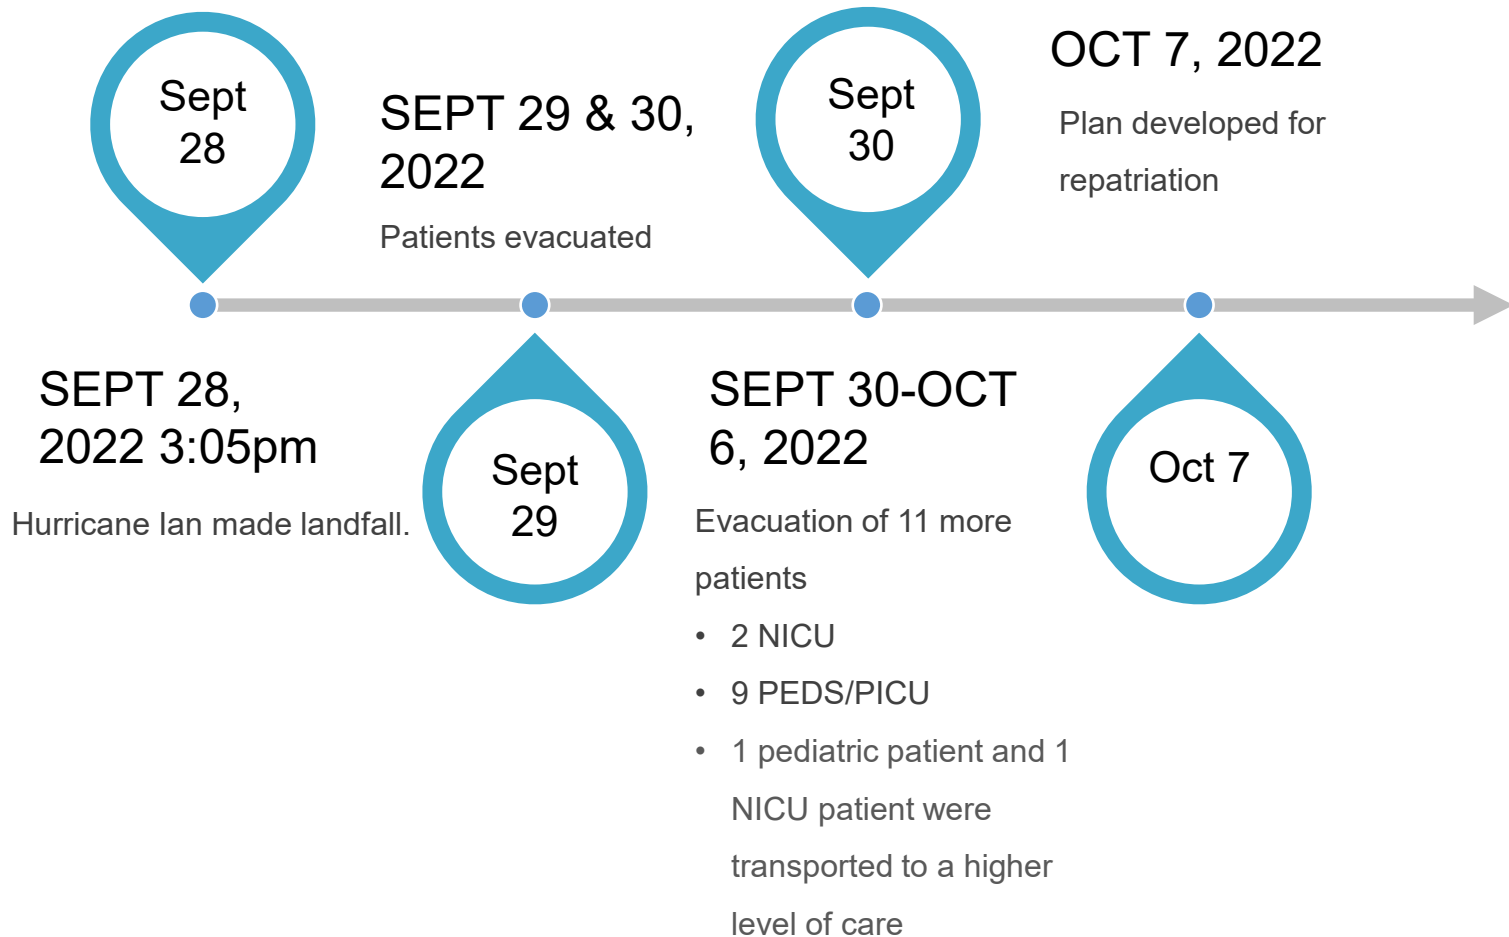 Sept
28
SEPT 28,
2022 3:05pm
Hurricane Ian made landfall.
SEPT 29 & 30,
2022
Patients evacuated
Sept
29
Sept
30
SEPT 30-OCT
6, 2022
Evacuation of 11 more
patients
• 2 NICU
• 9 PEDS/PICU
• 1 pediatric patient and 1
NICU patient were
transported to a higher
level of care
OCT 7, 2022
Plan developed for
repatriation
Oct 7